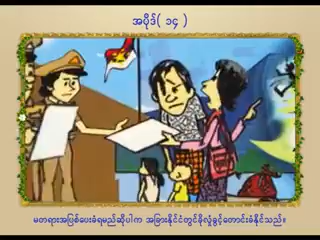 အပိုဒ်( ၁၄ )
မတရားအပြစ်ပေးခံရမည်ဆိုပါက အခြားနိုင်ငံတွင်ခိုလှုံခွင့်တောင်းခံနိုင်သည်။